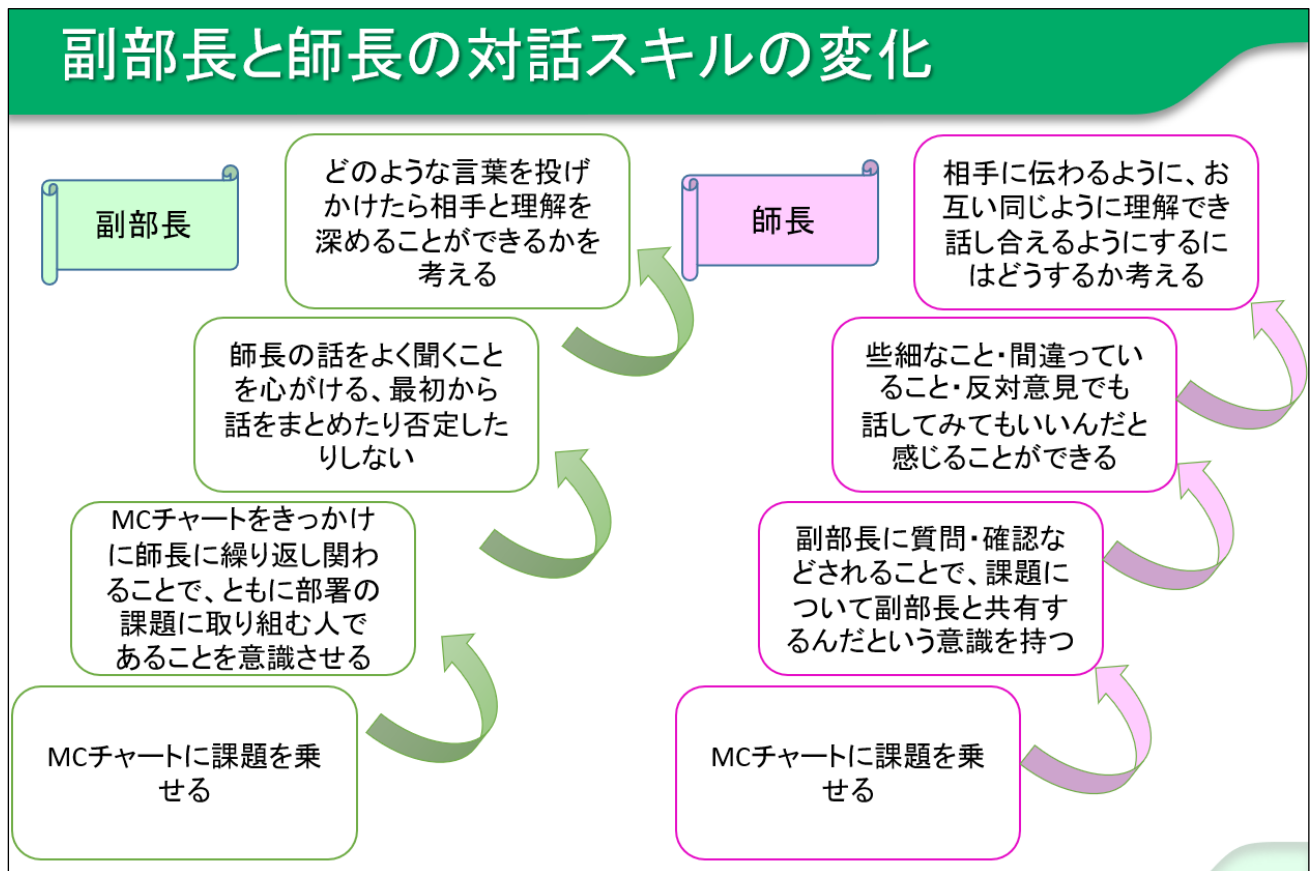 副部長と師長の対話スキルの変化
副部長
どのような言葉を投げ
かけたら相手と理解を
深めることができるかを
考える
師長の話をよく聞くこと
を心がける、最初から
話をまとめたり否定した
りしない
MCチャートをきっかけ
に師長に繰り返し関わ
ることで、ともに部署の
課題に取り組む人で
あることを意識させる
MCチャートに課題を乗
せる
師長
相手に伝わるように、お
互い同じように理解でき
話し合えるようにするに
はどうするか考える
些細なこと・間違ってい
ること・反対意見でも
話してみてもいいんだと
感じることができる
副部長に質問・確認な
どされることで、課題に
ついて副部長と共有す
るんだという意識を持つ
MCチャートに課題を乗
せる